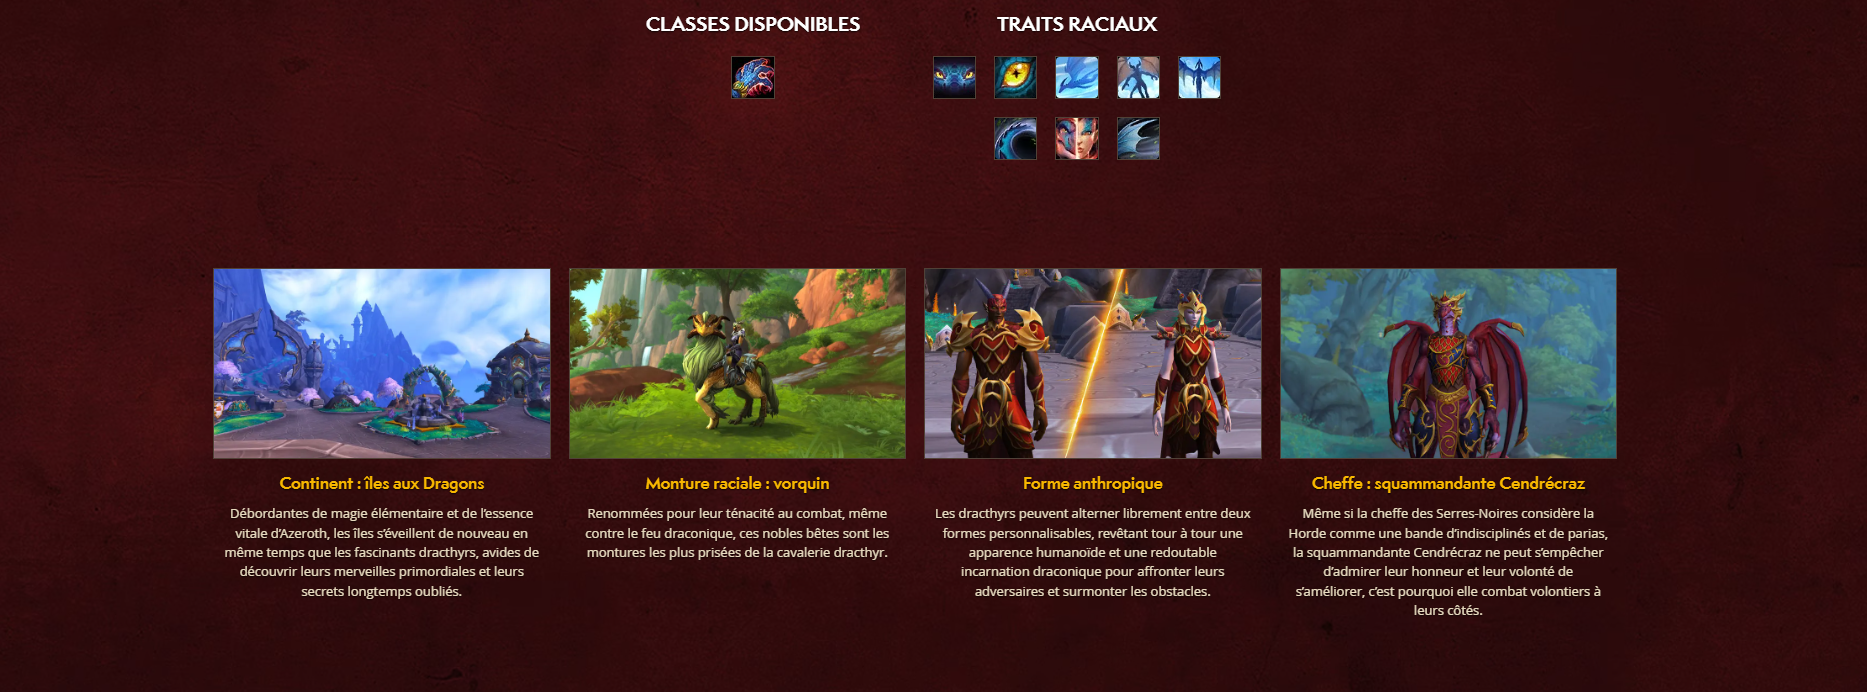 CLASSES DISPONIBLES
TRAITS RACIAUX
Continent : îles aux Dragons
Débordantes de magie élémentaire et de l’essence
vitale d’Azeroth, les îles s’éveillent de nouveau en
même temps que les fascinants dracthyrs, avides de
découvrir leurs merveilles primordiales et leurs
secrets longtemps oubliés.
Monture raciale : vorquin
Renommées pour leur ténacité au combat, même
contre le feu draconique, ces nobles bêtes sont les
montures les plus prisées de la cavalerie dracthyr.
Forme anthropique
Les dracthyrs peuvent alterner librement entre deux
formes personnalisables, revêtant tour à tour une
apparence humanoïde et une redoutable
incarnation draconique pour affronter leurs
adversaires et surmonter les obstacles.
Cheffe : squammandante Cendrécraz
Même si la cheffe des Serres-Noires considère la
Horde comme une bande d’indisciplinés et de parias,
la squammandante Cendrécraz ne peut s’empêcher
d’admirer leur honneur et leur volonté de
s’améliorer, c’est pourquoi elle combat volontiers à
leurs côtés.